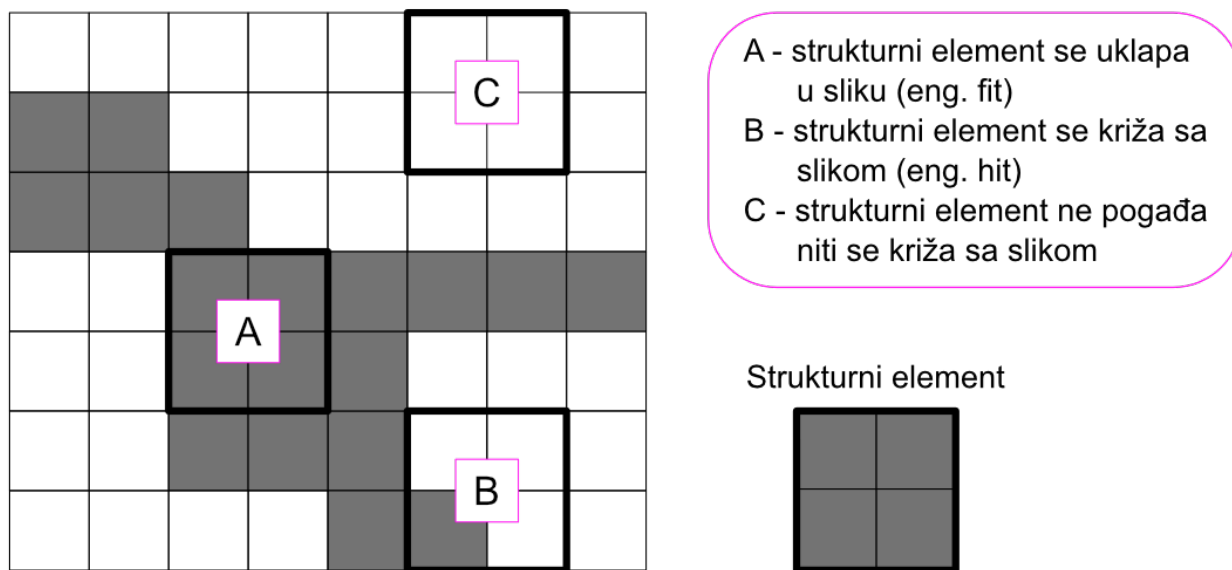 C
A
B
A - strukturni element se uklapa
u sliku (eng. fit)
B - strukturni element se križa sa
slikom (eng. hit)
C - strukturni element ne pogađa
niti se križa sa slikom
Strukturni element